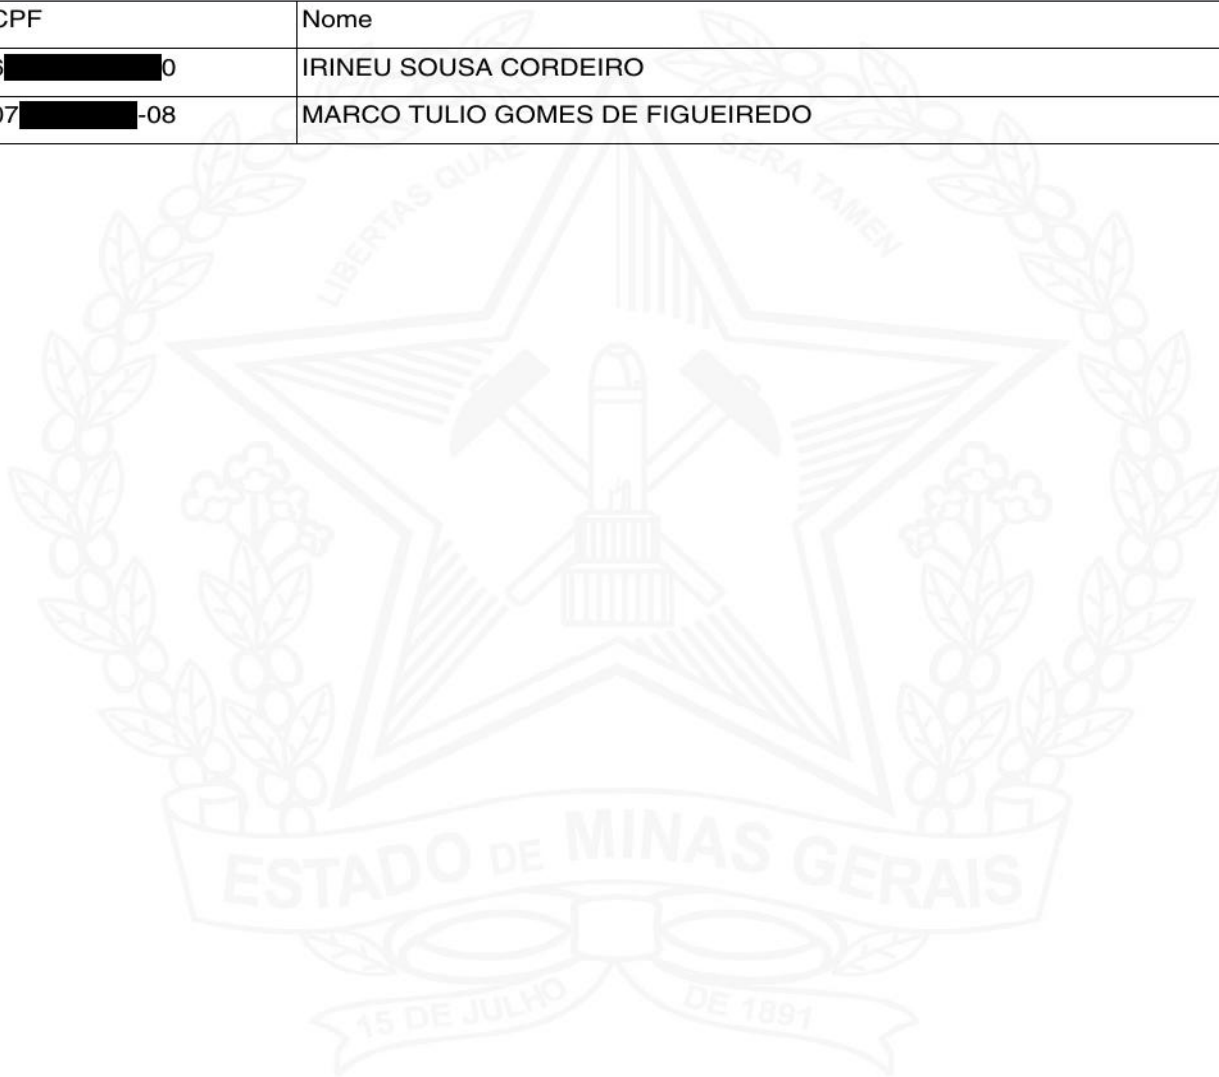 CPF Nome
0 IRINEU SOUSA CORDEIRO
07 -08 MARCO TULIO GOMES DE FIGUEIREDO
LIBERTAS QUAE SERA TAMEN
ESTADO DE MINAS GERAIS
15 DE JULHO DE 1891